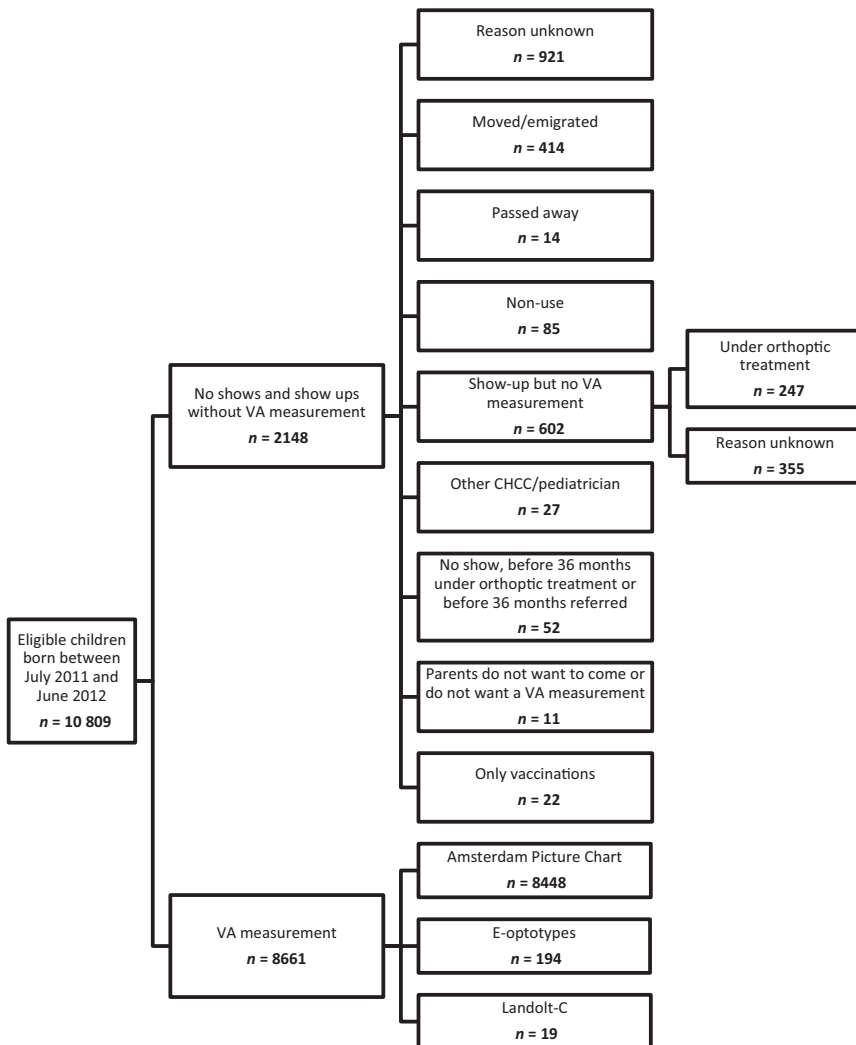 Reason unknown
n = 921
Moved/emigrated
n = 414
Passed away
n = 14
Non-use
n = 85
No shows and show ups
without VA measurement
n = 2148
Show-up but no VA
measurement
n = 602
Under orthoptic
treatment
n = 247
Reason unknown
n = 355
Other CHCC/pediatrician
n = 27
No show, before 36 months
under orthoptic treatment or
before 36 months referred
n = 52
Eligible children
born between
July 2011 and
June 2012
n = 10 809
Parents do not want to come or
do not want a VA measurement
n = 11
Only vaccinations
n = 22
Amsterdam Picture Chart
n = 8448
VA measurement
n = 8661
E-optotypes
n = 194
Landolt-C
n = 19